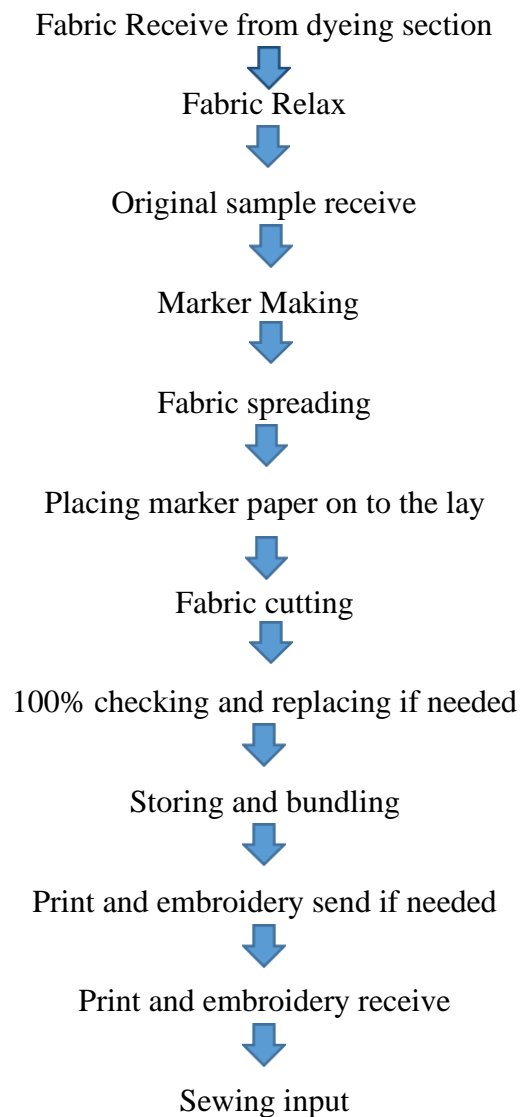 Fabric Receive from dyeing section
Fabric Relax
Original sample receive
Marker Making
Fabric spreading
Placing marker paper on to the lay
Fabric cutting
100% checking and replacing if needed
Storing and bundling
Print and embroidery send if needed
Print and embroidery receive
Sewing input